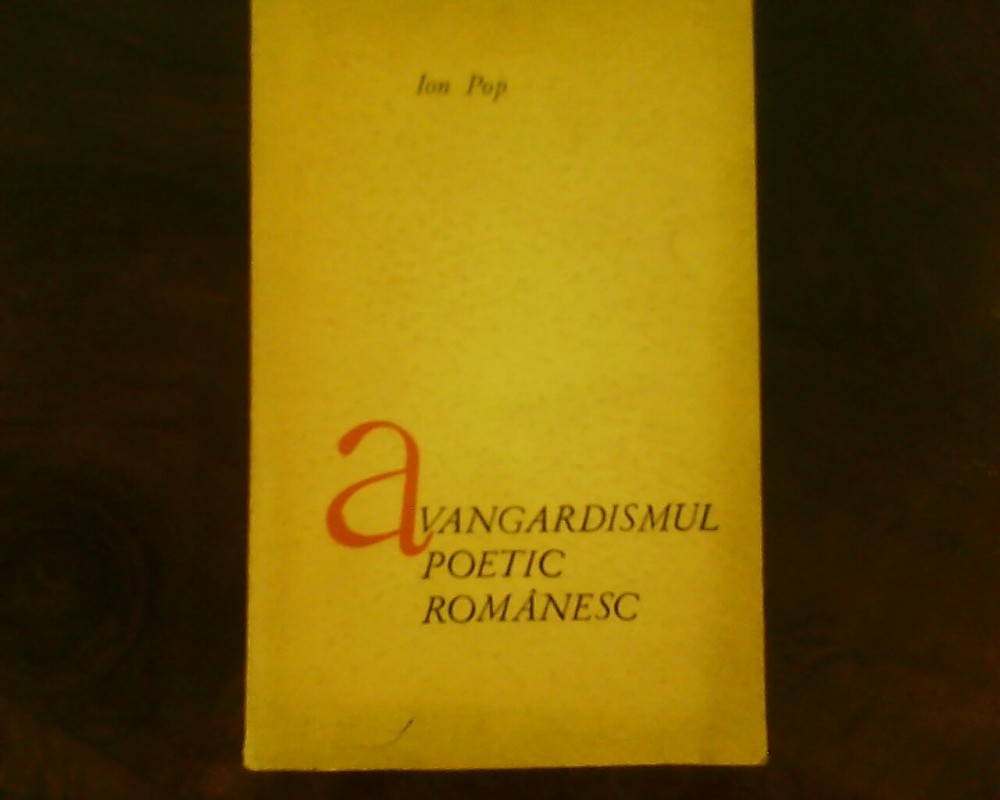 Ion Pop
aVANGARDISMUL
POETIC
ROMÂNESC